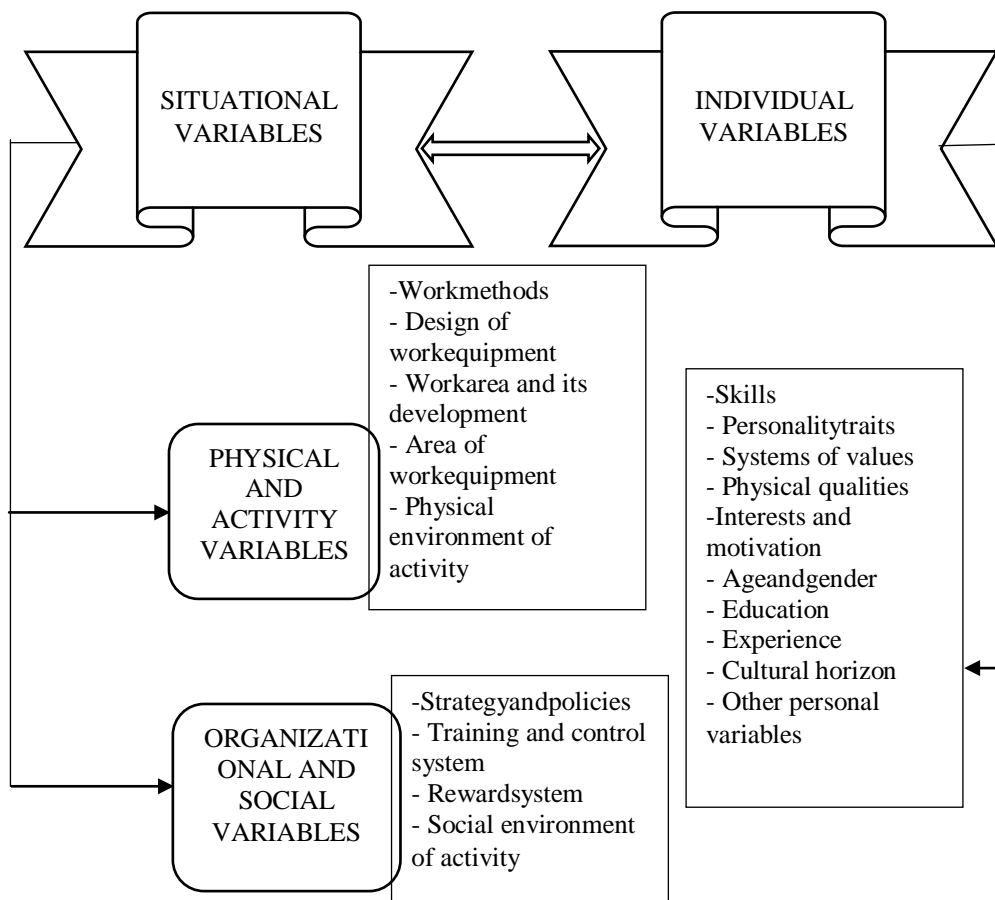 SITUATIONAL
VARIABLES
INDIVIDUAL
VARIABLES
-Workmethods
- Design of
workequipment
- Workarea and its
development
- Area of
workequipment
- Physical
environment of
activity
PHYSICAL
AND
ACTIVITY
VARIABLES
-Skills
- Personalitytraits
- Systems of values
- Physical qualities
-Interests and
motivation
- Ageandgender
- Education
- Experience
- Cultural horizon
- Other personal
variables
ORGANIZATI
ONAL AND
SOCIAL
VARIABLES
-Strategyandpolicies
- Training and control
system
- Rewardsystem
- Social environment
of activity